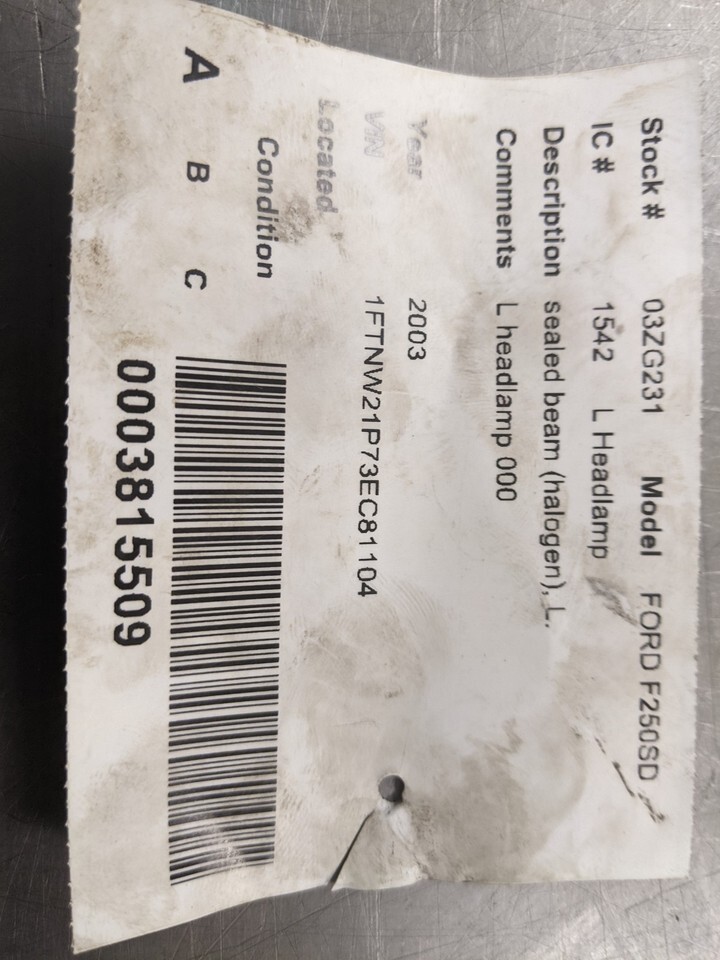 Stock # 03ZG231 Model FORD F250SD
IC # 1542 L Headlamp
Description sealed beam (halogen), L.
Comments L headlamp 000
Year 2003
VIN 1FTNW21P73EC81104
Located
Condition
A B C
0003815509